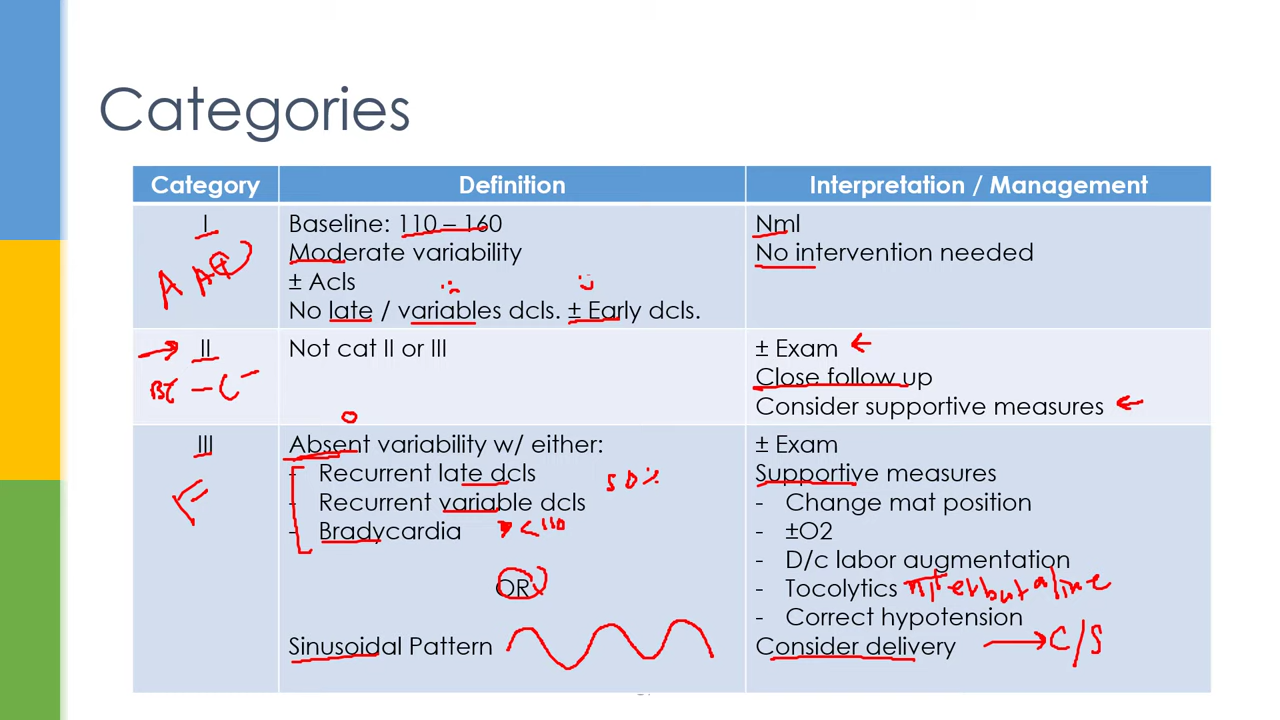 Categories
Category Definition Interpretation / Management
I
A A+
Baseline: 110 – 160
Moderate variability
± Acls
No late / variables dcls. ± Early dcls.
Nml
No intervention needed
II
Not cat II or III
± Exam
Close follow up
Consider supportive measures
III
F
Absent variability w/ either:
- Recurrent late dcls
50%
- Recurrent variable dcls
- Bradycardia
< 110
OR
Sinusoidal Pattern
± Exam
Supportive measures
- Change mat position
- ±O2
- D/c labor augmentation
- Tocolytics terbutaline
- Correct hypotension
Consider delivery C/S